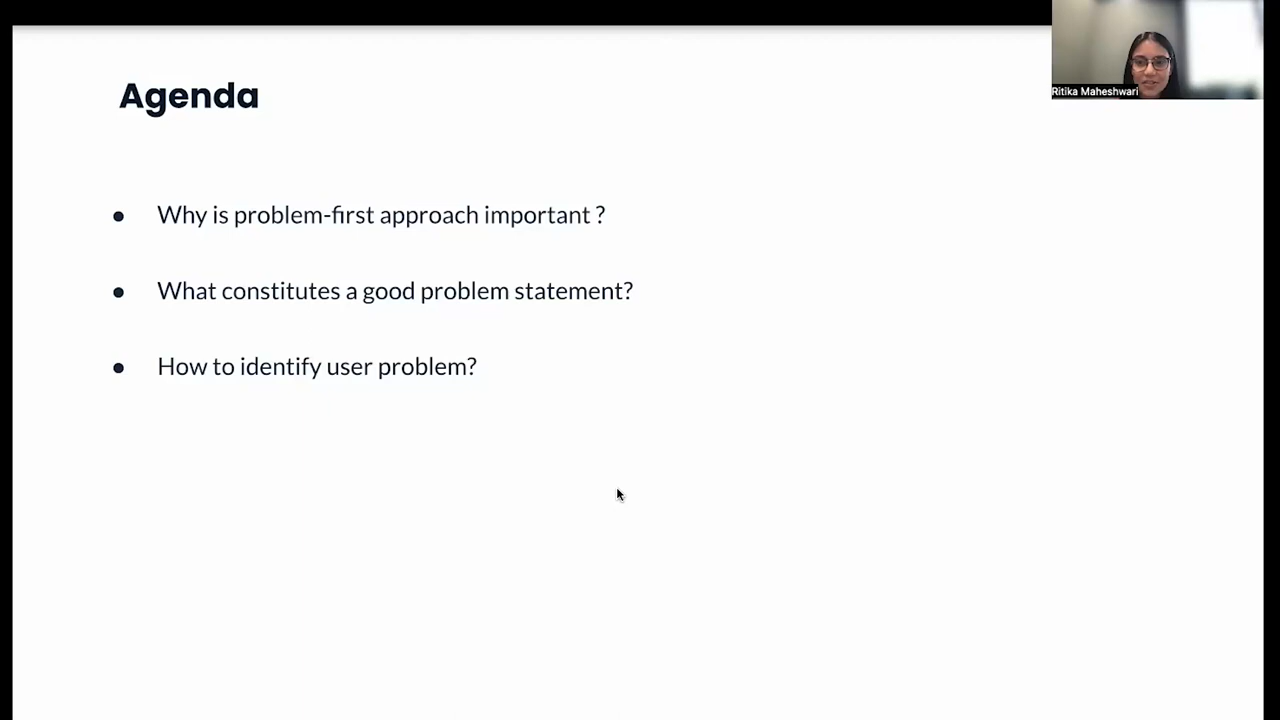 Agenda
Ritika Maheshwari
● Why is problem-first approach important ?
● What constitutes a good problem statement?
● How to identify user problem?